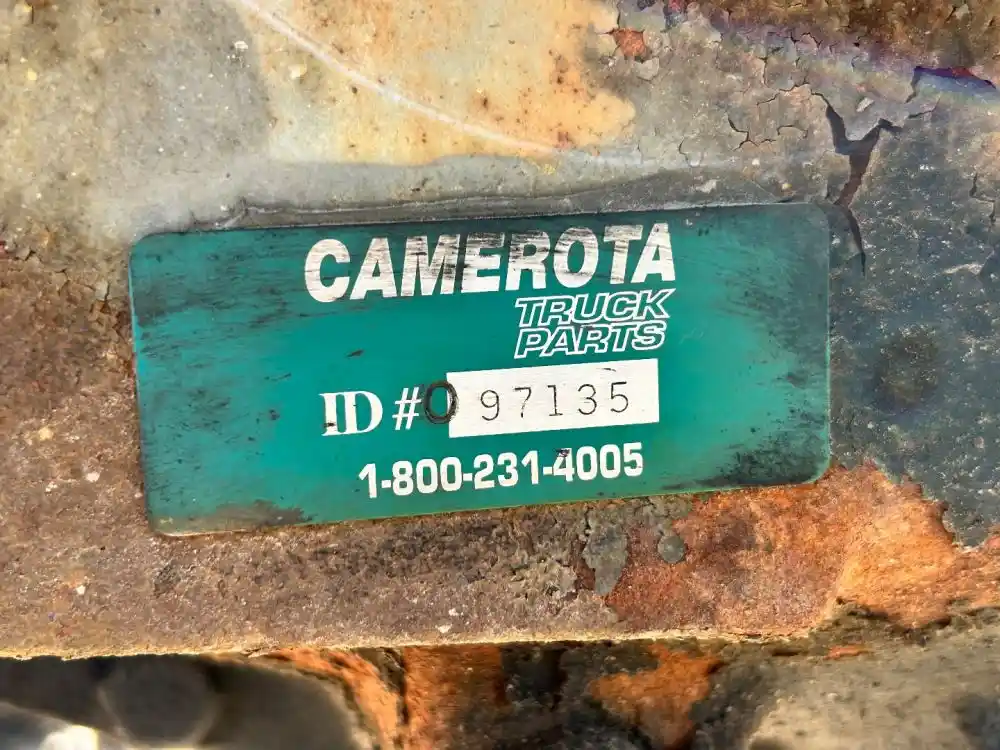 CAMEROTA
TRUCK
PARTS
ID #0 97135
1-800-231-4005